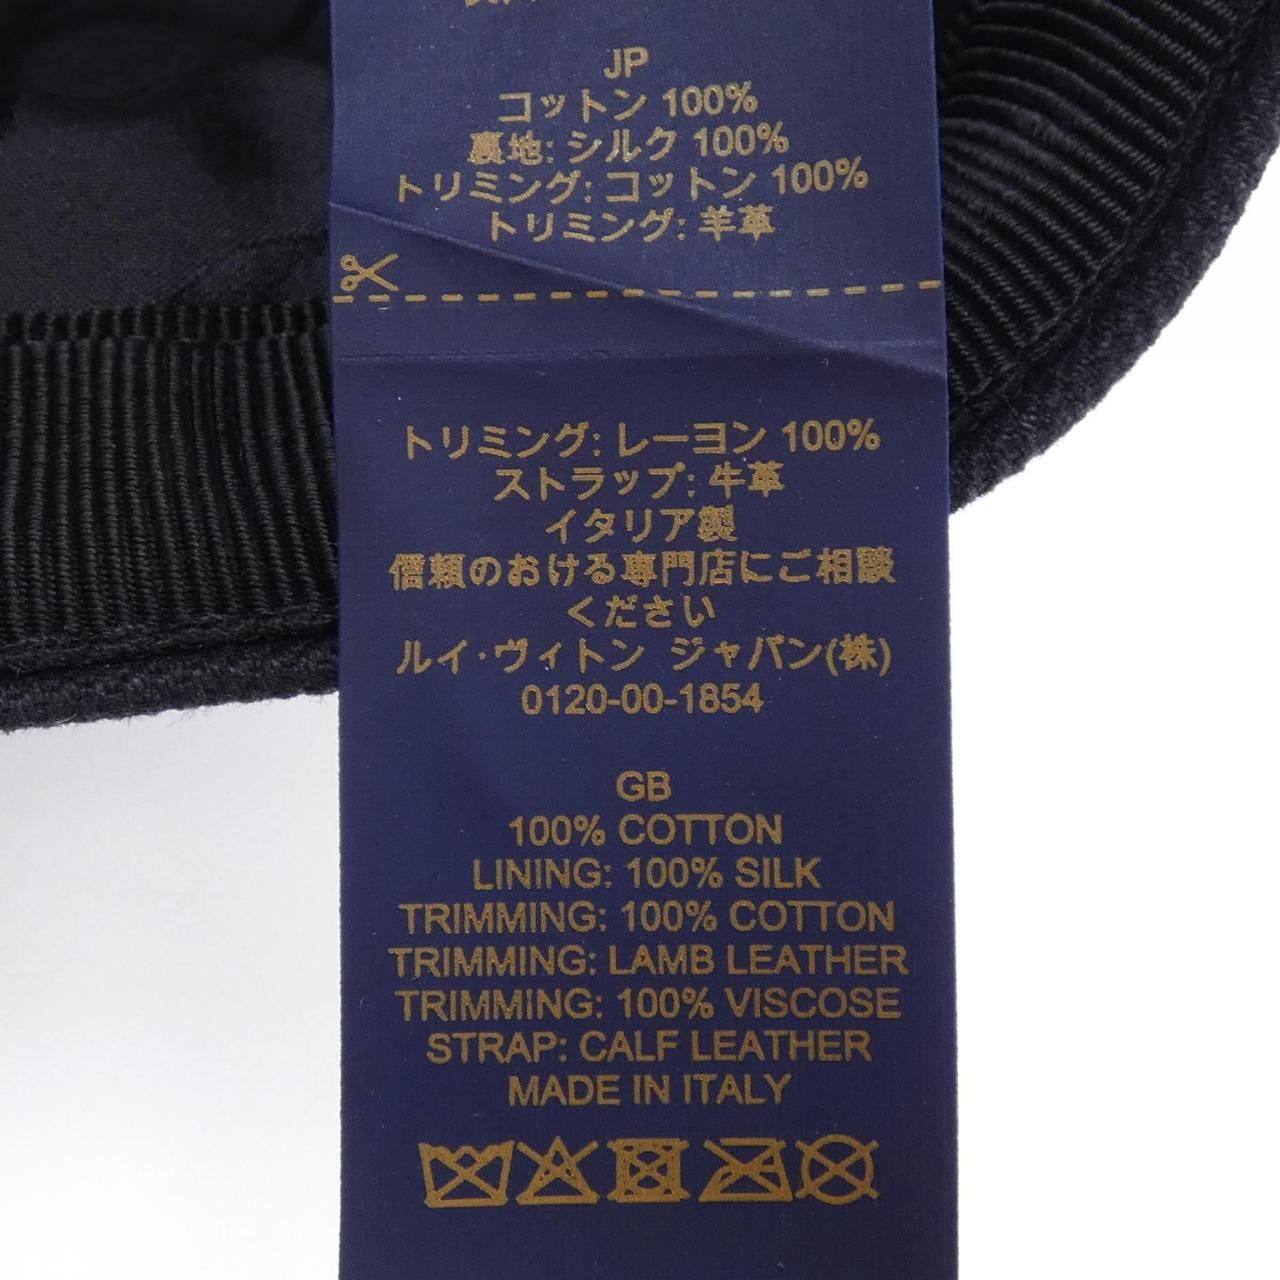 JP
コットン 100%
裏地: シルク 100%
トリミング: コットン 100%
トリミング: 羊革
トリミング: レーヨン 100%
ストラップ: 牛革
イタリア製
信頼のおける専門店にご相談
ください
ルイ·ヴィトン ジャパン(株)
0120-00-1854
GB
100% COTTON
LINING: 100% SILK
TRIMMING: 100% COTTON
TRIMMING: LAMB LEATHER
TRIMMING: 100% VISCOSE
STRAP: CALF LEATHER
MADE IN ITALY